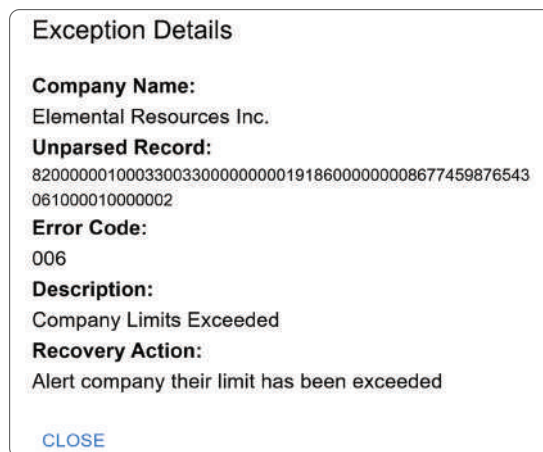 Exception Details
Company Name:
Elemental Resources Inc.
Unparsed Record:
82000000010003300330000000000191860000000008677459876543
061000010000002
Error Code:
006
Description:
Company Limits Exceeded
Recovery Action:
Alert company their limit has been exceeded
CLOSE